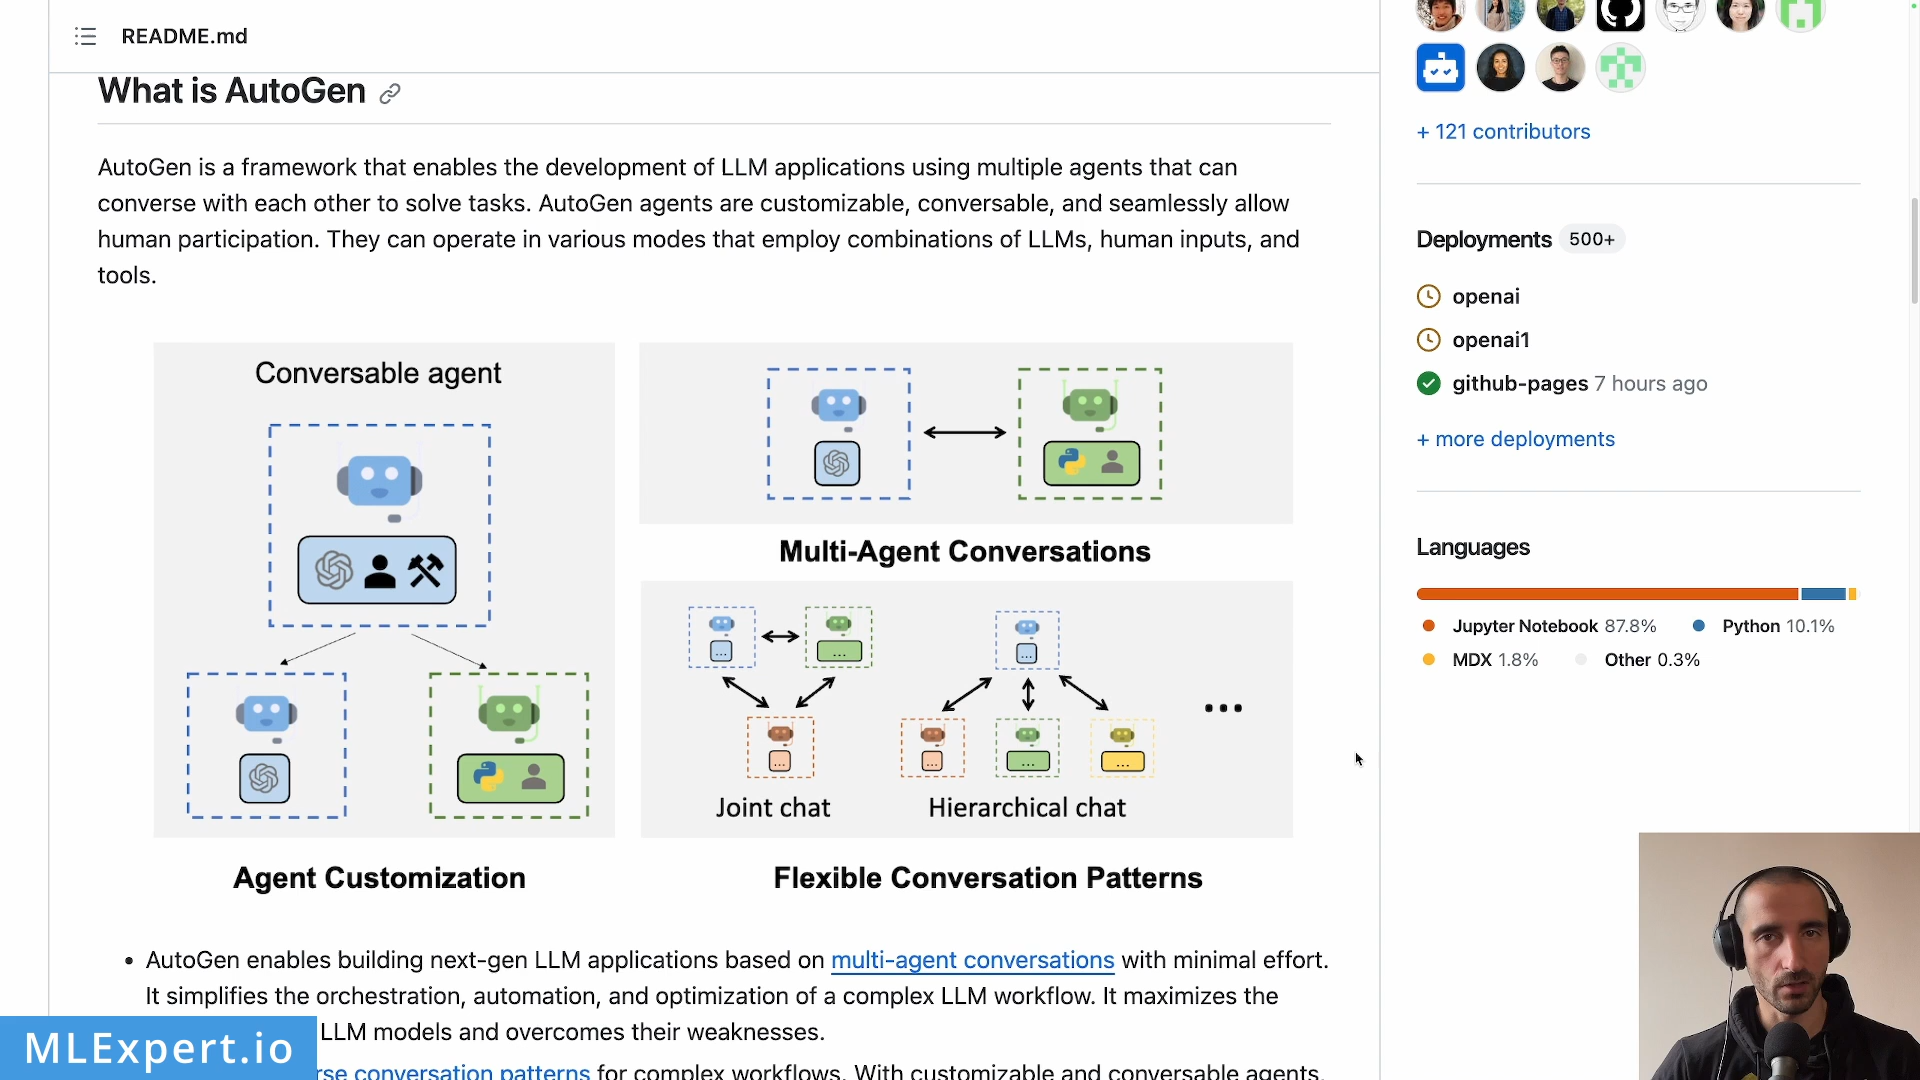 README.md
What is AutoGen
AutoGen is a framework that enables the development of LLM applications using multiple agents that can
converse with each other to solve tasks. AutoGen agents are customizable, conversable, and seamlessly allow
human participation. They can operate in various modes that employ combinations of LLMs, human inputs, and
tools.
Conversable agent
Agent Customization
Multi-Agent Conversations
...
...
...
...
...
...
...
...
Joint chat
Hierarchical chat
Flexible Conversation Patterns
• AutoGen enables building next-gen LLM applications based on multi-agent conversations with minimal effort.
It simplifies the orchestration, automation, and optimization of a complex LLM workflow. It maximizes the
LLM models and overcomes their weaknesses.
conversation patterns for complex workflows. With customizable and conversable agents,
MLExpert.io
+ 121 contributors
Deployments 500+
openai
openai1
github-pages 7 hours ago
+ more deployments
Languages
Jupyter Notebook 87.8%
Python 10.1%
MDX 1.8%
Other 0.3%